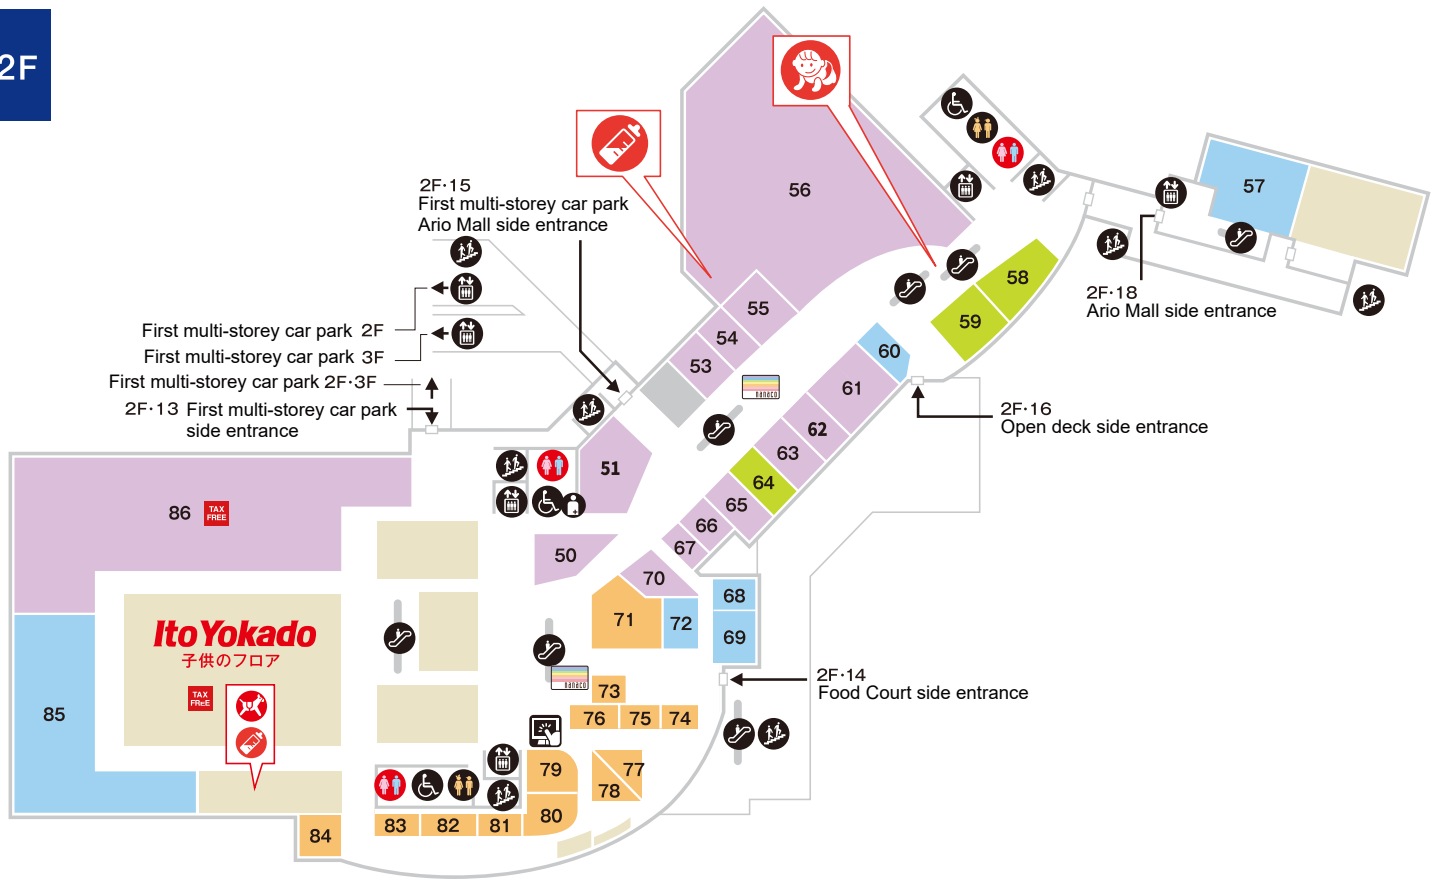 2F
56
57
2F·15
First multi-storey car park
Ario Mall side entrance
58
2F·18
Ario Mall side entrance
55
59
First multi-storey car park 2F
54
60
First multi-storey car park 3F
53
First multi-storey car park 2F·3F
nanaco
61
2F·13 First multi-storey car park
side entrance
2F·16
Open deck side entrance
62
63
51
64
65
86
TAX
FREE
66
67
50
70
68
71
72
69
Ito Yokado
子供のフロア
2F·14
Food Court side entrance
nanaco
73
TAX
FREE
85
76
75
74
79
77
78
80
83
82
81
84